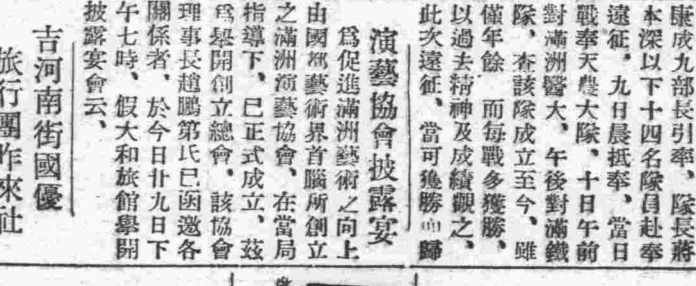 康成九部長引率、隊長蔣
本深以下十四名隊員赴奉
遠征、九日晨抵奉、當日
戰奉天農大隊、十日午前
對滿洲醫大、午後對滿鐵
隊、查該隊成立至今、雖
僅年餘、而每戰多獲勝、
以過去精神及成績觀之、
此次遠征、當可獲勝而歸
演藝協會披露宴
爲促進滿洲藝術之向上
由國都藝術界首腦所創立
之滿洲演藝協會、在當局
指導下、已正式成立、茲
爲舉開創立總會、該協會
理事長趙鵬第氏已函邀各
關係者、於今日廿九日下
午七時、假大和旅館舉開
披露宴會云、
吉河南街國優
旅行團昨來社